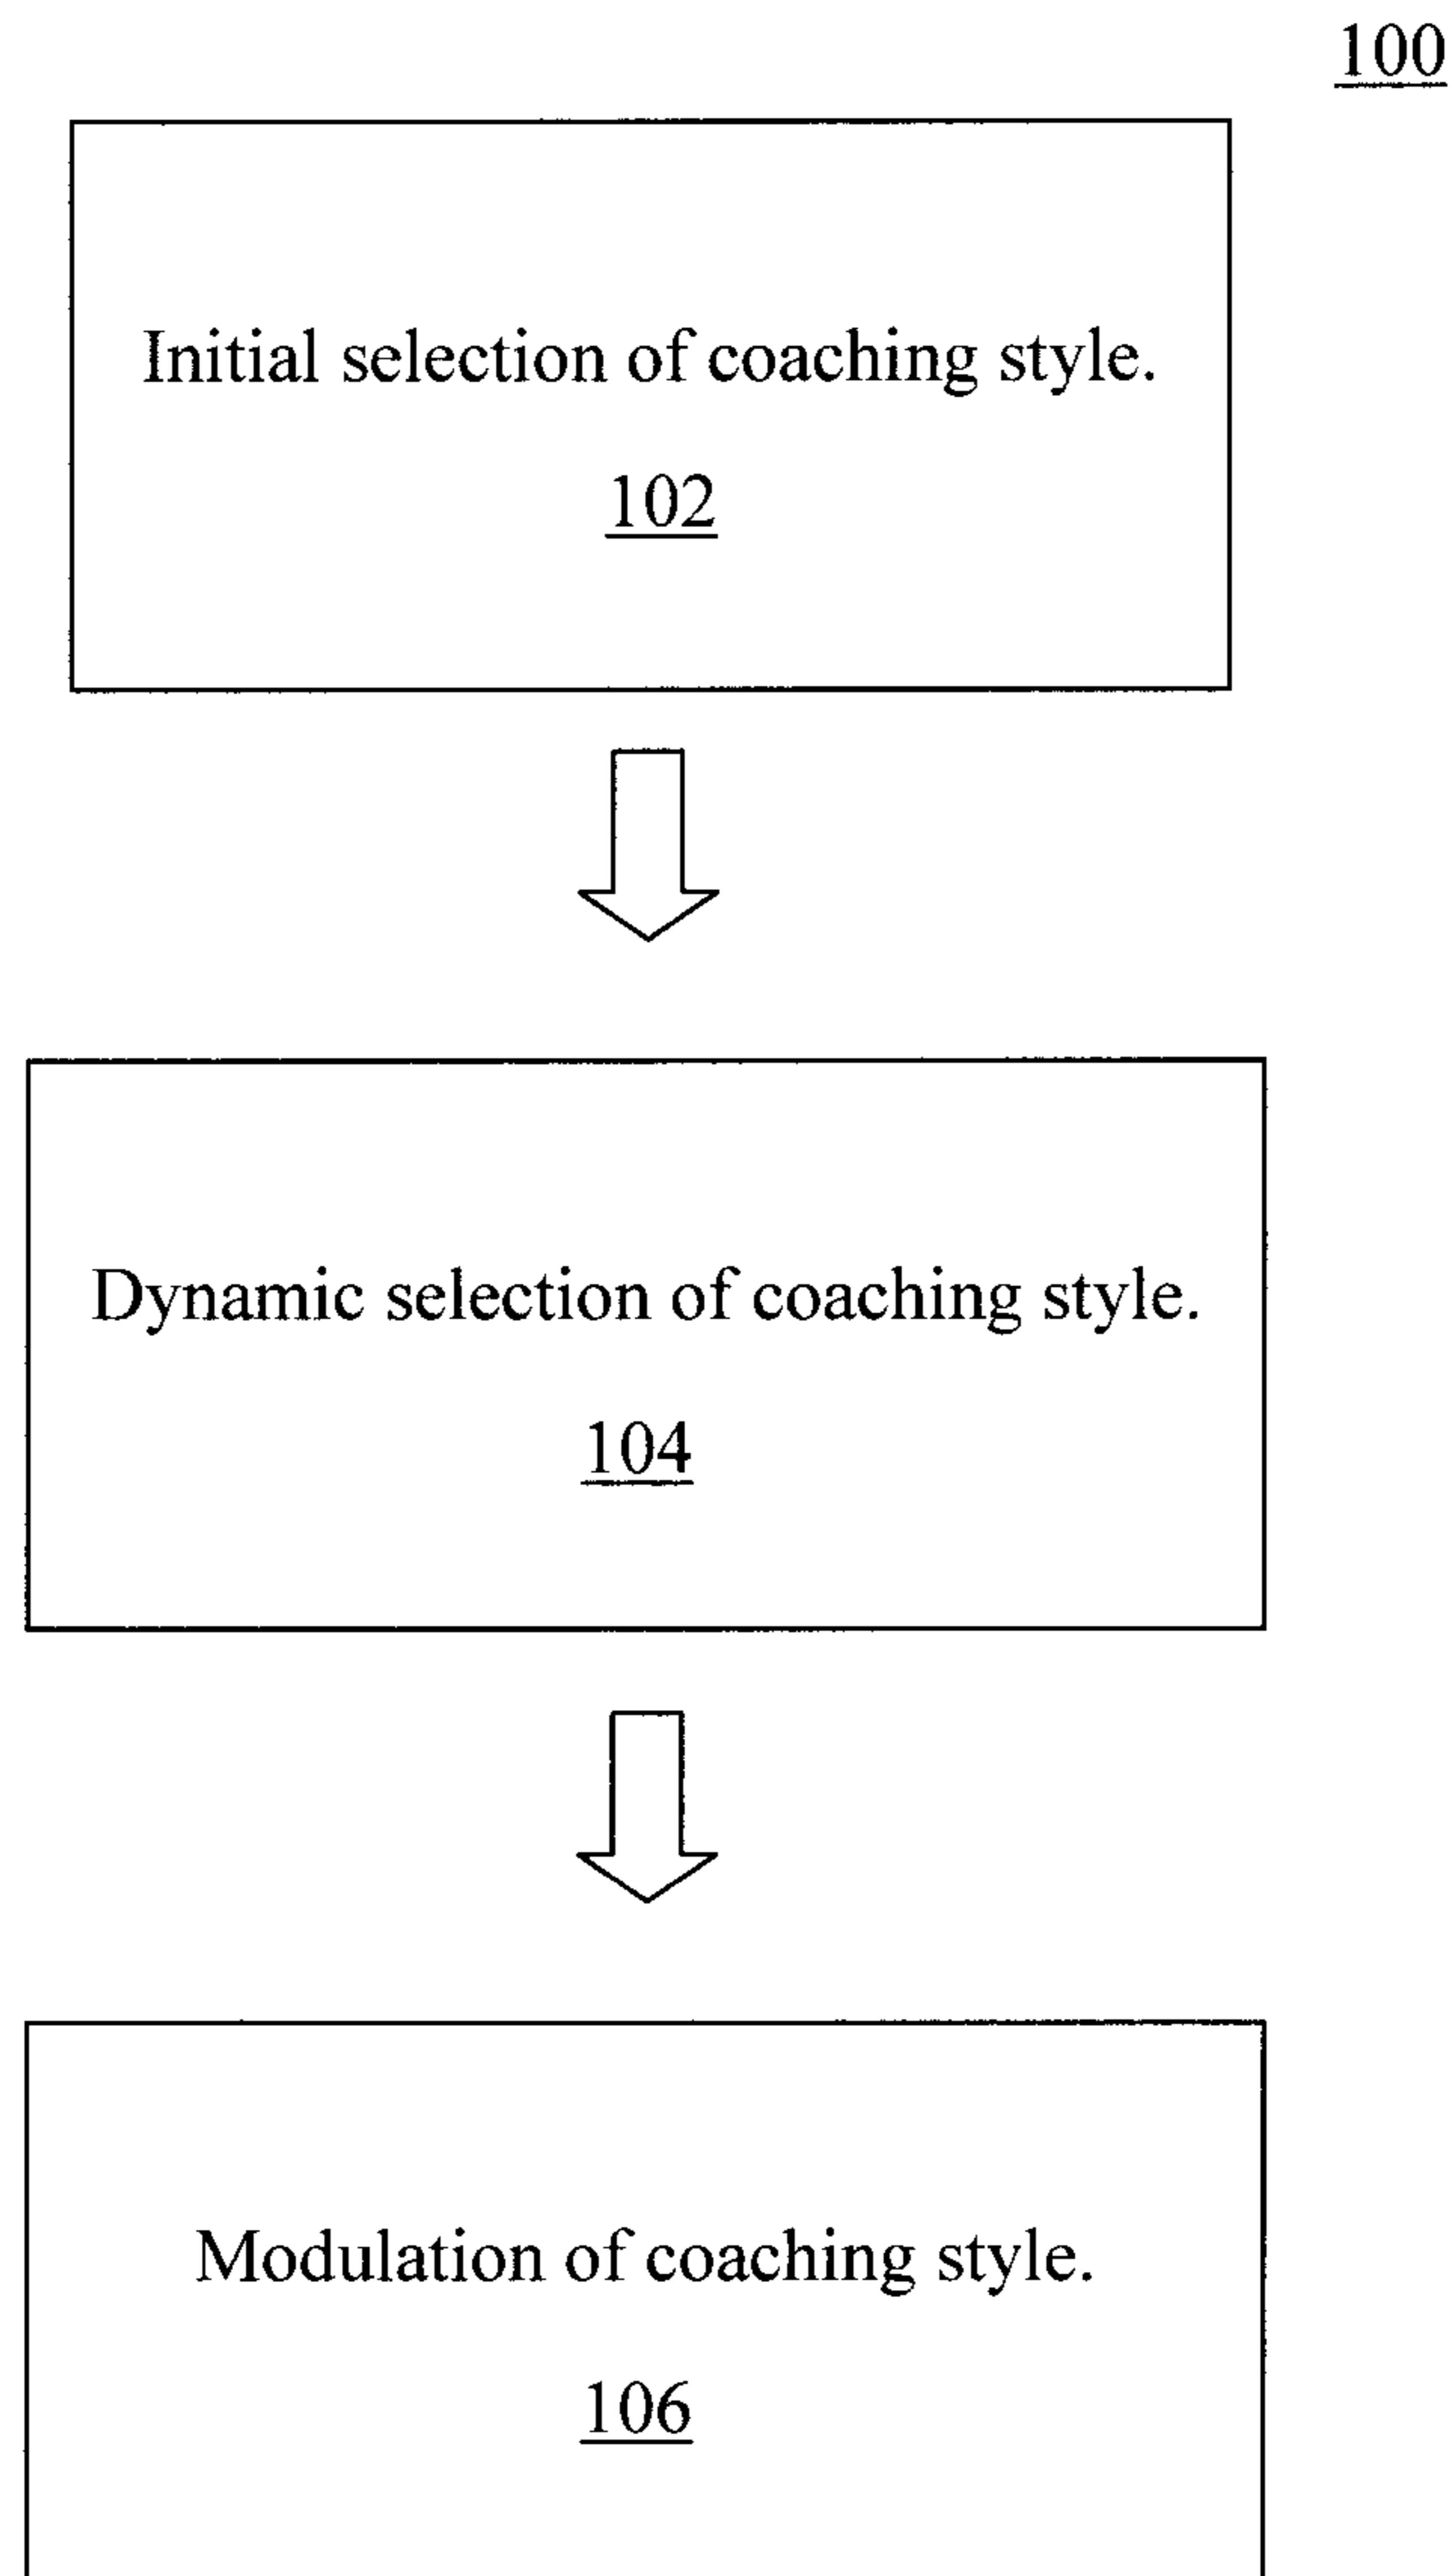 100
Initial selection of coaching style.
102
Dynamic selection of coaching style.
104
Modulation of coaching style.
106